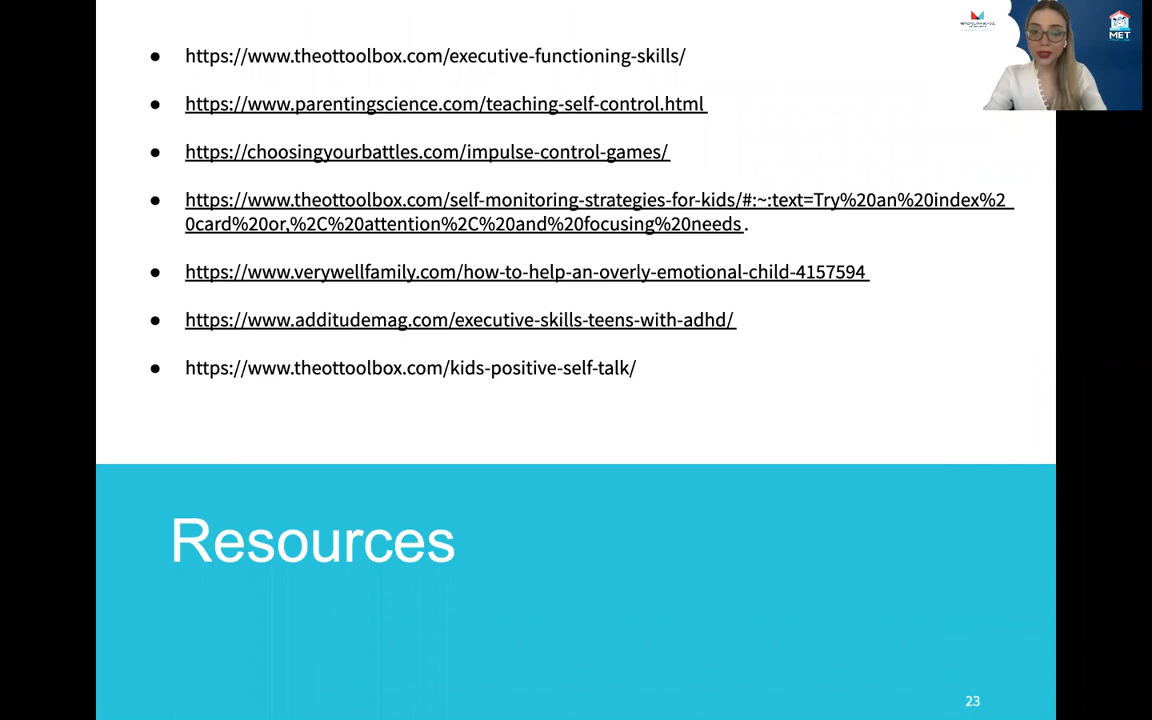 ● https://www.theottoolbox.com/executive-functioning-skills/
● https://www.parentingscience.com/teaching-self-control.html
● https://choosingyourbattles.com/impulse-control-games/
● https://www.theottoolbox.com/self-monitoring-strategies-for-kids/#:~:text=Try%20an%20index%2
0card%20or,%2C%20attention%2C%20and%20focusing%20needs.
● https://www.verywellfamily.com/how-to-help-an-overly-emotional-child-4157594
● https://www.additudemag.com/executive-skills-teens-with-adhd/
● https://www.theottoolbox.com/kids-positive-self-talk/
MET
Resources
23